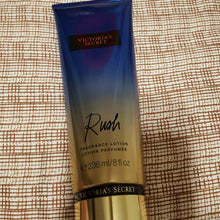 VICTORIA'S
SECRET
Rush
FRAGRANCE LOTION
LOTION PARFUMÉE
e 236 ml/8 fl oz
VICTORIA'S SECRET